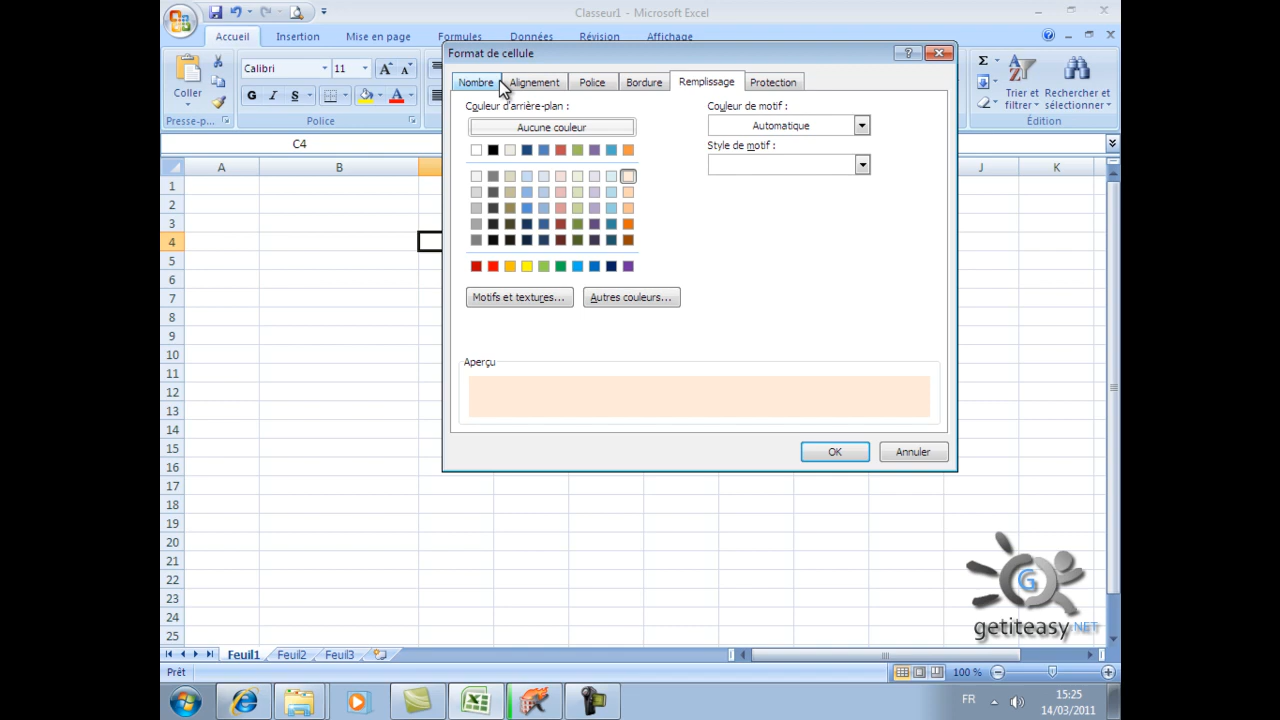 Classeur1 - Microsoft Excel
Accueil Insertion Mise en page Formules Données Révision Affichage
Coller
Presse-p...
Calibri 11
G I S
Police
Σ
Trier et filtrer
Rechercher et sélectionner
Édition
C4
Format de cellule
Nombre Alignement Police Bordure Remplissage Protection
Couleur d'arrière-plan :
Aucune couleur
Motifs et textures...
Autres couleurs...
Couleur de motif :
Automatique
Style de motif :
Aperçu
OK
Annuler
A B J K
1
2
3
4
5
6
7
8
9
10
11
12
13
14
15
16
17
18
19
20
21
22
23
24
25
G
getiteasy.NET
Feuil1 Feuil2 Feuil3
Prêt
100 %
FR
15:25
14/03/2011